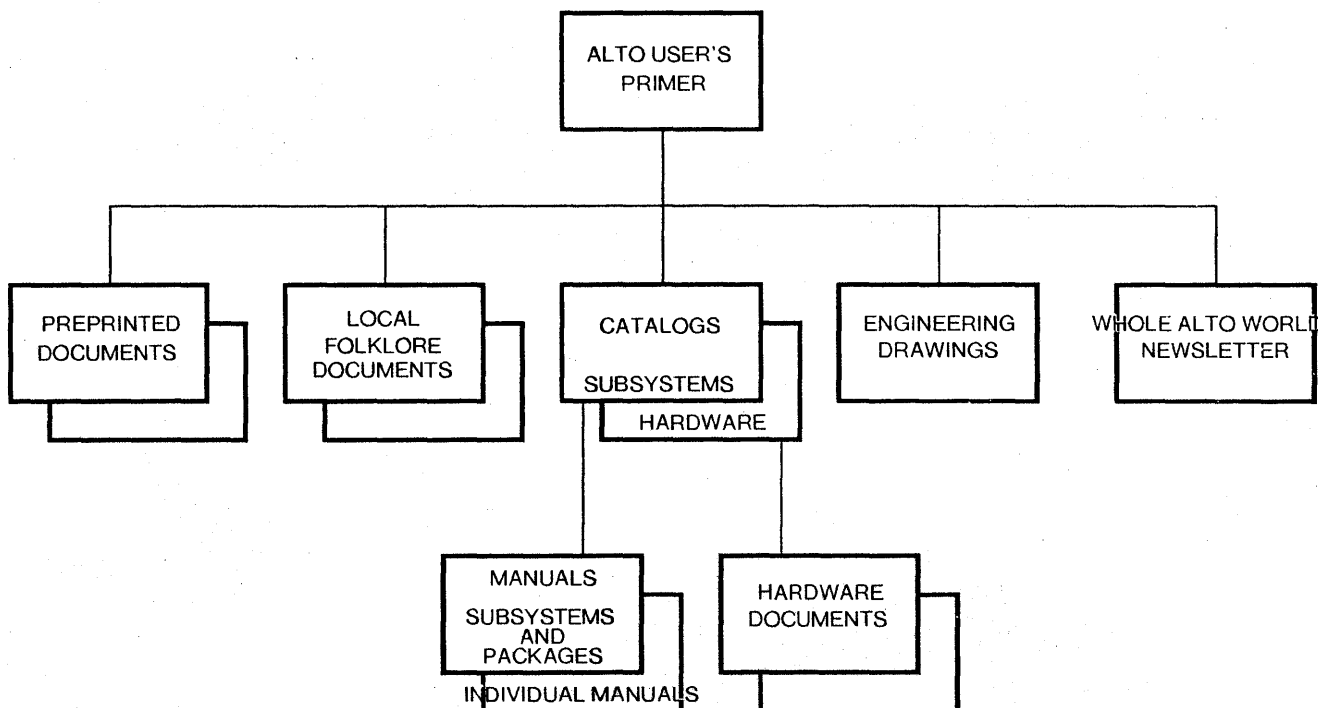 ALTO USER'S
PRIMER
PREPRINTED
DOCUMENTS
LOCAL
FOLKLORE
DOCUMENTS
CATALOGS
SUBSYSTEMS
HARDWARE
ENGINEERING
DRAWINGS
WHOLE ALTO WORLD
NEWSLETTER
MANUALS
SUBSYSTEMS
AND
PACKAGES
INDIVIDUAL MANUALS
HARDWARE
DOCUMENTS